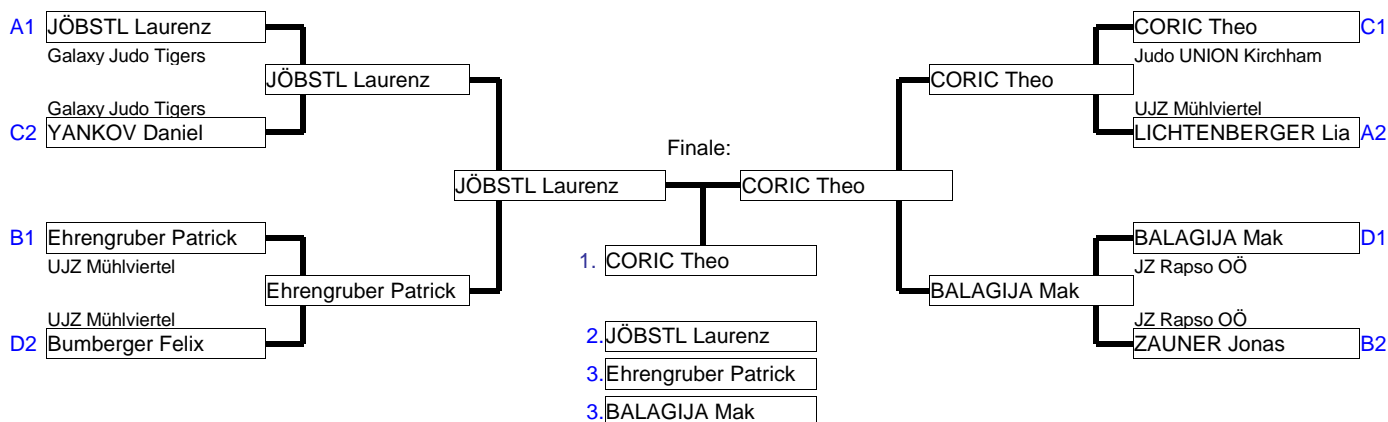 A1 JÖBSTL Laurenz
Galaxy Judo Tigers
JÖBSTL Laurenz
Galaxy Judo Tigers
C2 YANKOV Daniel
JÖBSTL Laurenz
B1 Ehrengruber Patrick
UJZ Mühlviertel
Ehrengruber Patrick
UJZ Mühlviertel
D2 Bumberger Felix
Finale:
1. CORIC Theo
2. JÖBSTL Laurenz
3. Ehrengruber Patrick
3. BALAGIJA Mak
CORIC Theo
CORIC Theo
BALAGIJA Mak
CORIC Theo C1
Judo UNION Kirchham
UJZ Mühlviertel
LICHTENBERGER Lia A2
BALAGIJA Mak D1
JZ Rapso OÖ
JZ Rapso OÖ
ZAUNER Jonas B2